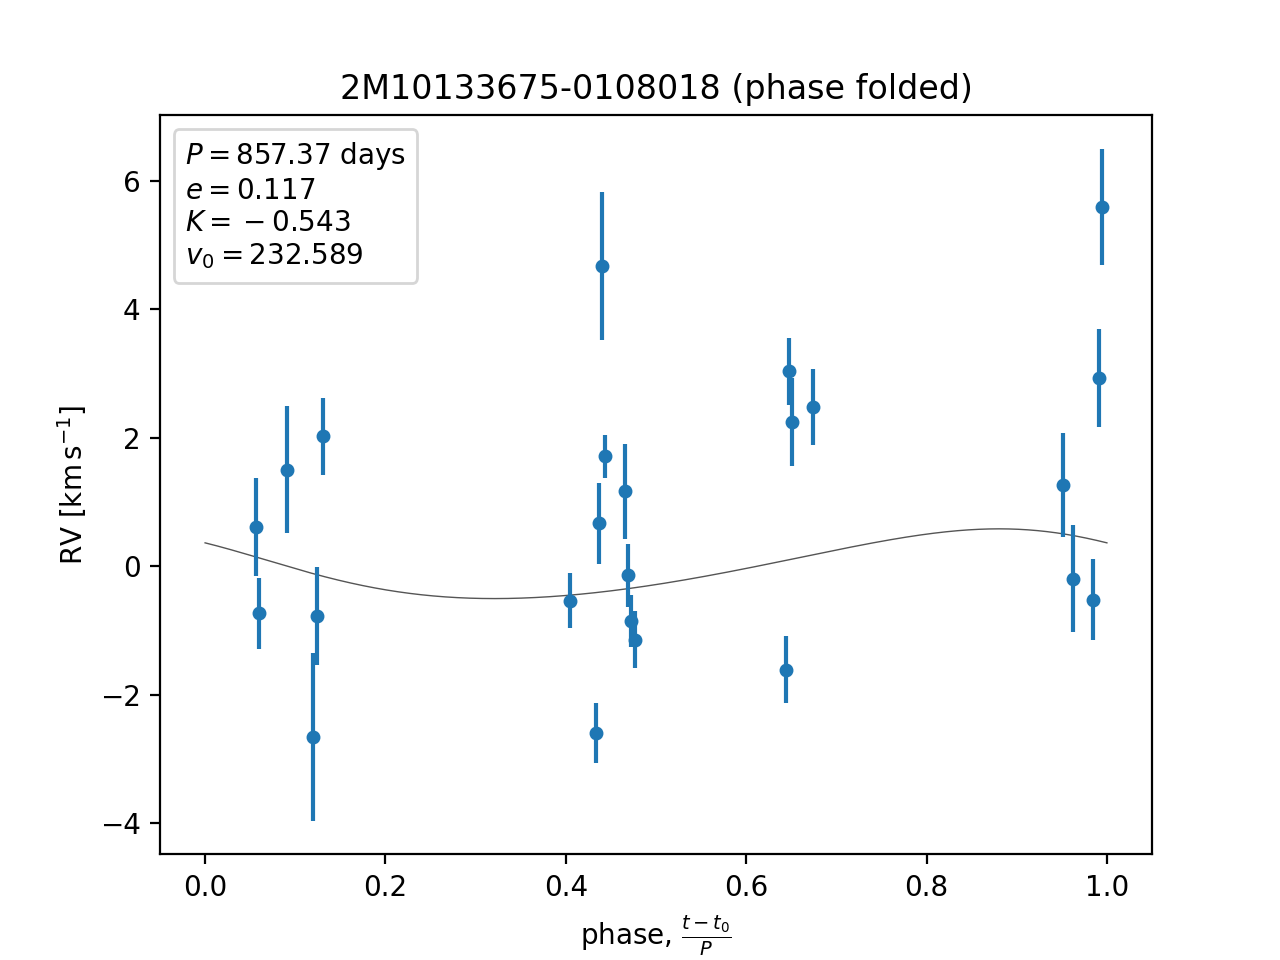 2M10133675-0108018 (phase folded)
P = 857.37 days
e = 0.117
K = −0.543
v₀ = 232.589
6
4
2
0
−2
−4
RV [km s⁻¹]
0.0 0.2 0.4 0.6 0.8 1.0
phase, (t − t₀)/P